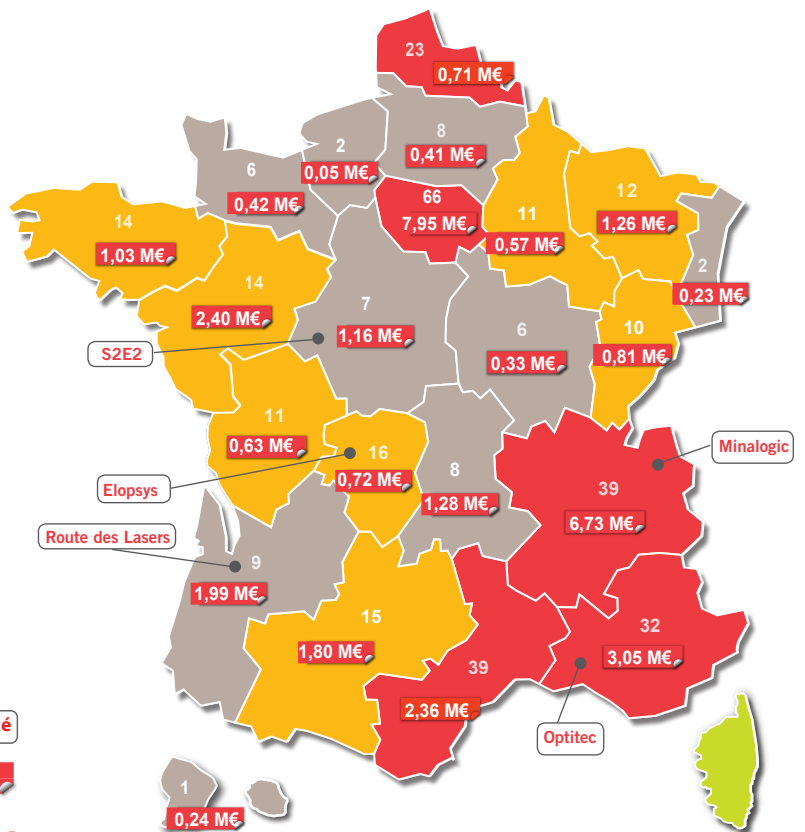 23
0,71 M€
8
0,41 M€
2
0,05 M€
6
0,42 M€
66
7,95 M€
11
0,57 M€
12
1,26 M€
2
0,23 M€
14
1,03 M€
14
2,40 M€
7
1,16 M€
6
0,33 M€
10
0,81 M€
S2E2
11
0,63 M€
16
0,72 M€
8
1,28 M€
39
6,73 M€
Minalogic
Elopsys
Route des Lasers
9
1,99 M€
15
1,80 M€
39
2,36 M€
32
3,05 M€
Optitec
é
1
0,24 M€